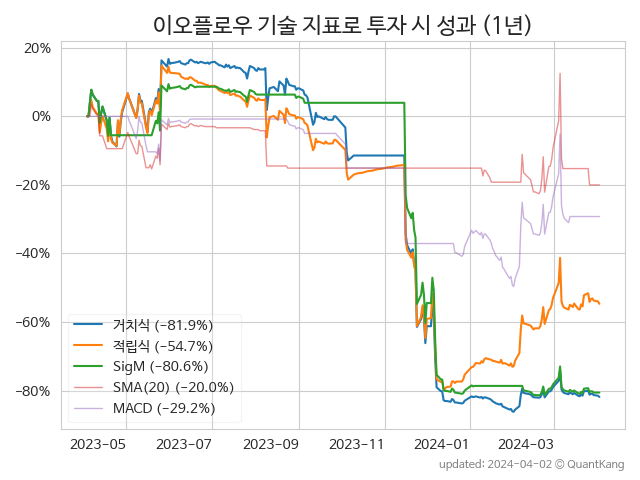 이오플로우 기술 지표로 투자 시 성과 (1년)
20%
0%
−20%
−40%
−60%
−80%
거치식 (−81.9%)
적립식 (−54.7%)
SigM (−80.6%)
SMA(20) (−20.0%)
MACD (−29.2%)
2023-05 2023-07 2023-09 2023-11 2024-01 2024-03
updated: 2024-04-02 © QuantKang